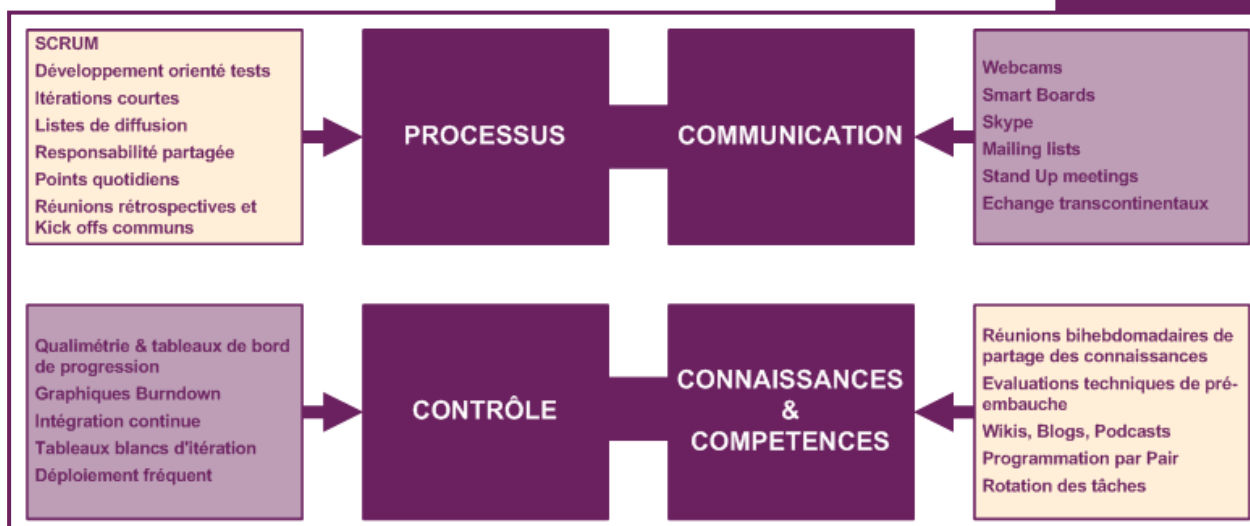 SCRUM
Développement orienté tests
Itérations courtes
Listes de diffusion
Responsabilité partagée
Points quotidiens
Réunions rétrospectives et
Kick offs communs
PROCESSUS
COMMUNICATION
Webcams
Smart Boards
Skype
Mailing lists
Stand Up meetings
Echange transcontinentaux
Qualimétrie & tableaux de bord
de progression
Graphiques Burndown
Intégration continue
Tableaux blancs d'itération
Déploiement fréquent
CONTRÔLE
CONNAISSANCES
&
COMPETENCES
Réunions bihebdomadaires de
partage des connaissances
Evaluations techniques de pré-
embauche
Wikis, Blogs, Podcasts
Programmation par Pair
Rotation des tâches